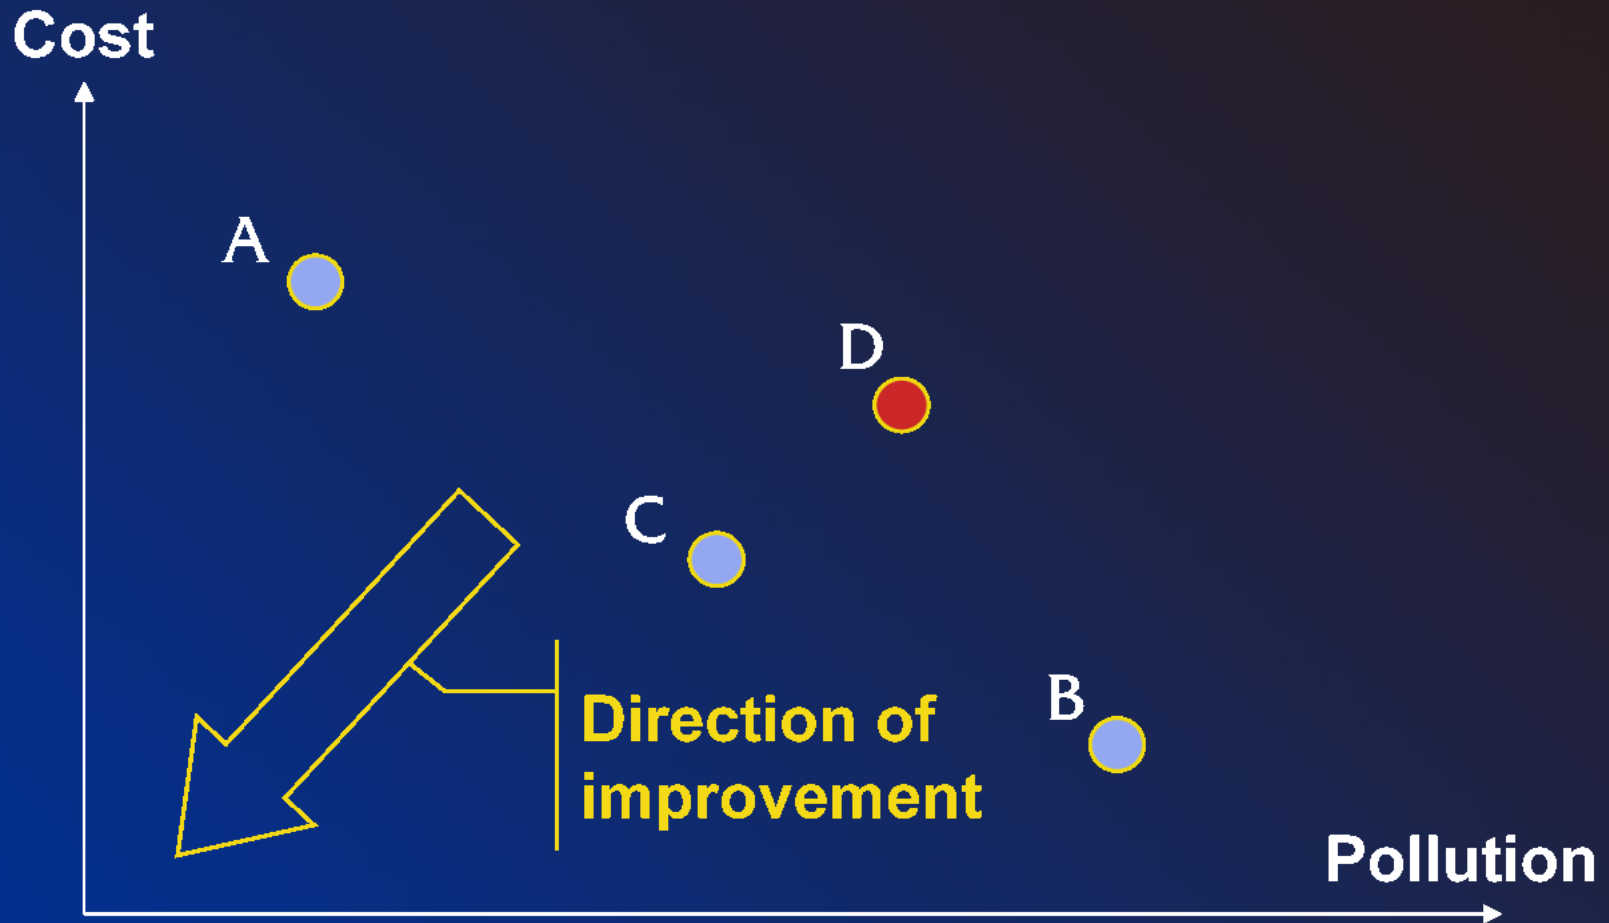 Cost
A
D
C
B
Direction of
improvement
Pollution